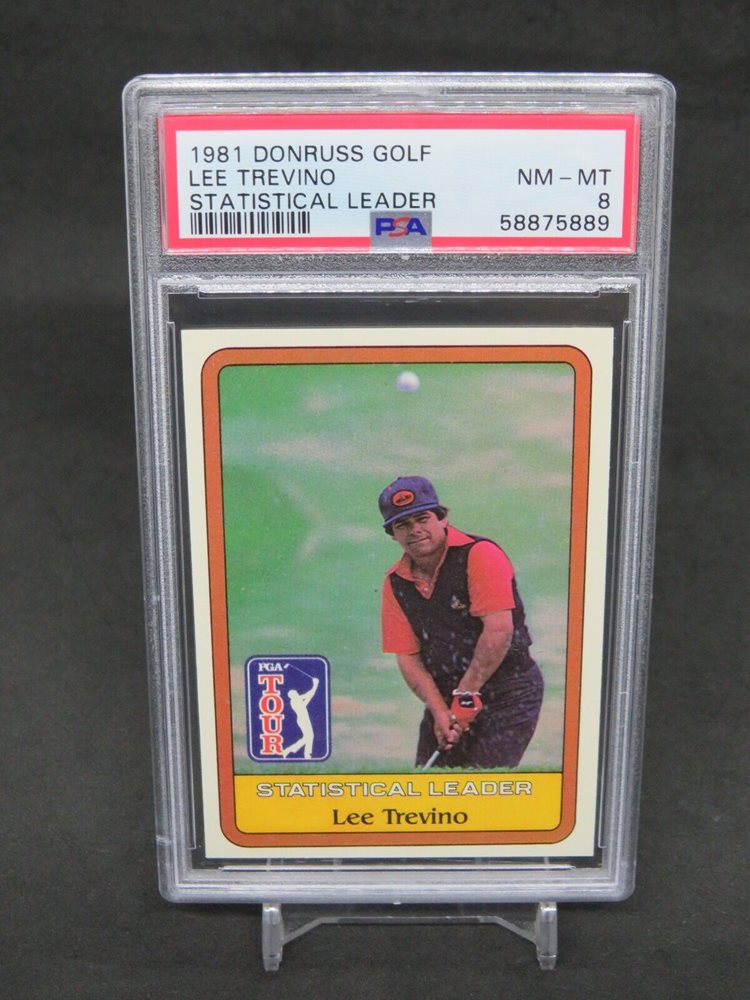 1981 DONRUSS GOLF
LEE TREVINO NM - MT
STATISTICAL LEADER 8
PSA 58875889
PGA
TOUR
STATISTICAL LEADER
Lee Trevino